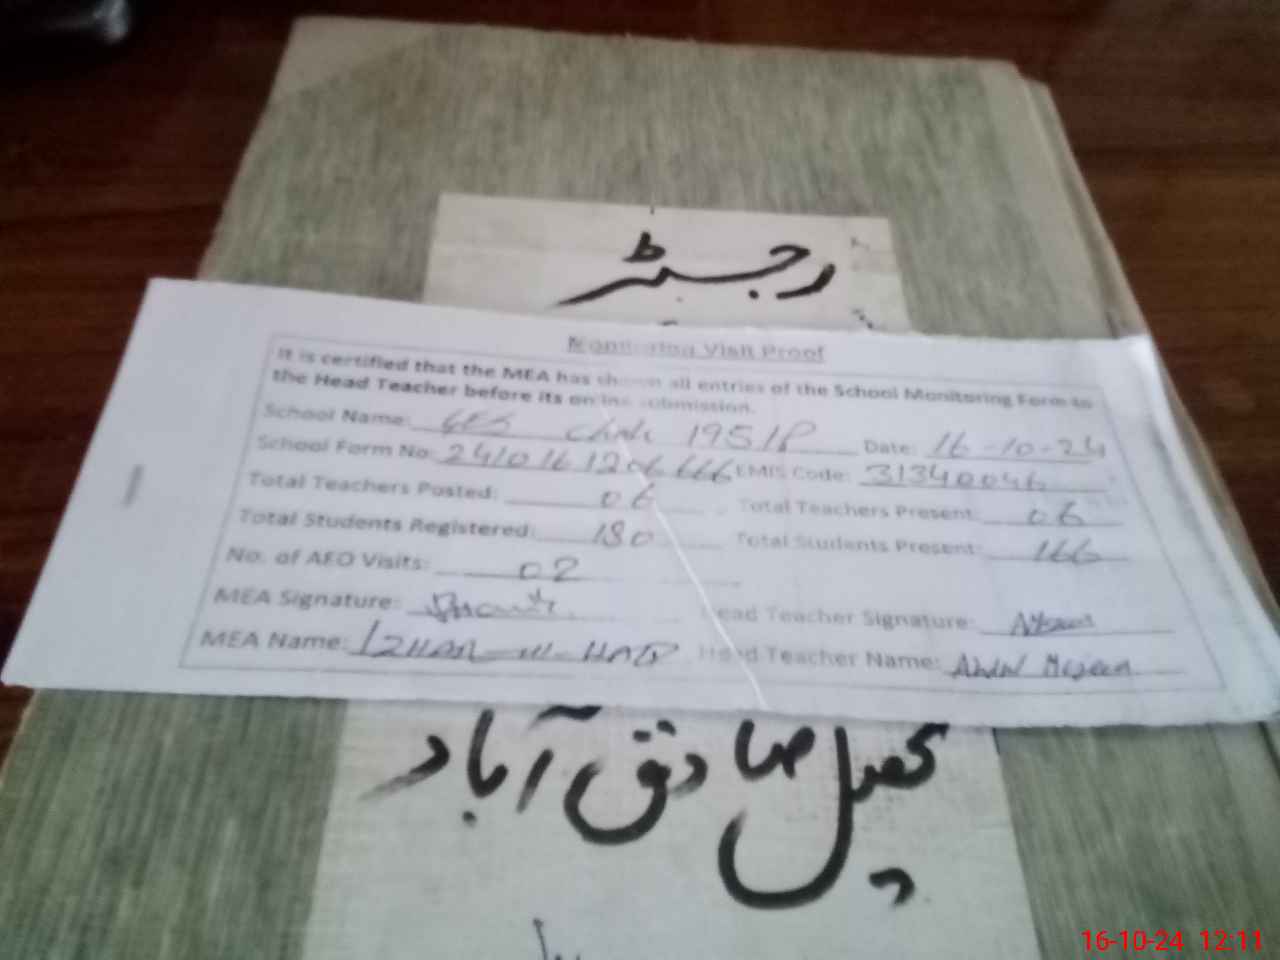 رجسٹر
Monitoring Visit Proof
It is certified that the MEA has shown all entries of the School Monitoring Form to
the Head Teacher before its online submission.
School Name: GES Chak 195/P Date: 16-10-24
School Form No: 2410161206666 EMIS Code: 31340046
Total Teachers Posted: 06 Total Teachers Present: 06
Total Students Registered: 180 Total Students Present: 166
No. of AEO Visits: 02
MEA Signature: Head Teacher Signature:
MEA Name: IZHAR-UL-HAQ Head Teacher Name:
تحصیل صادق آباد
16-10-24 12:11